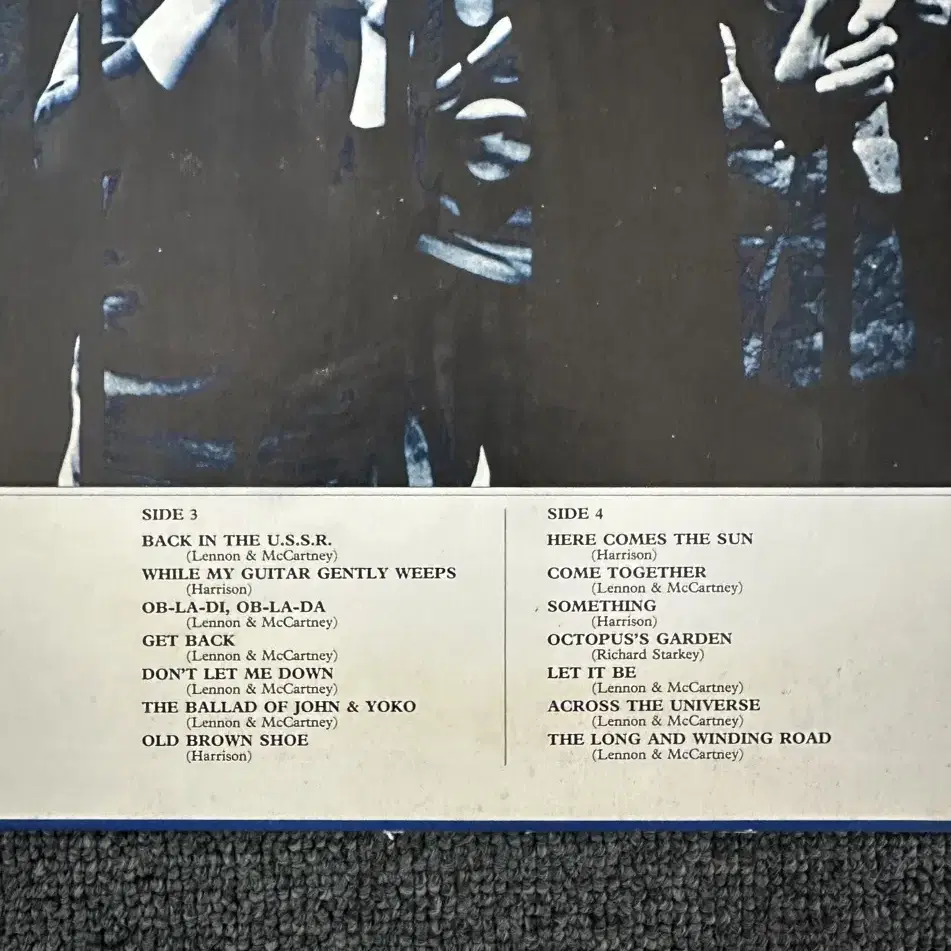 SIDE 3
BACK IN THE U.S.S.R.
(Lennon & McCartney)
WHILE MY GUITAR GENTLY WEEPS
(Harrison)
OB-LA-DI, OB-LA-DA
(Lennon & McCartney)
GET BACK
(Lennon & McCartney)
DON'T LET ME DOWN
(Lennon & McCartney)
THE BALLAD OF JOHN & YOKO
(Lennon & McCartney)
OLD BROWN SHOE
(Harrison)
SIDE 4
HERE COMES THE SUN
(Harrison)
COME TOGETHER
(Lennon & McCartney)
SOMETHING
(Harrison)
OCTOPUS'S GARDEN
(Richard Starkey)
LET IT BE
(Lennon & McCartney)
ACROSS THE UNIVERSE
(Lennon & McCartney)
THE LONG AND WINDING ROAD
(Lennon & McCartney)